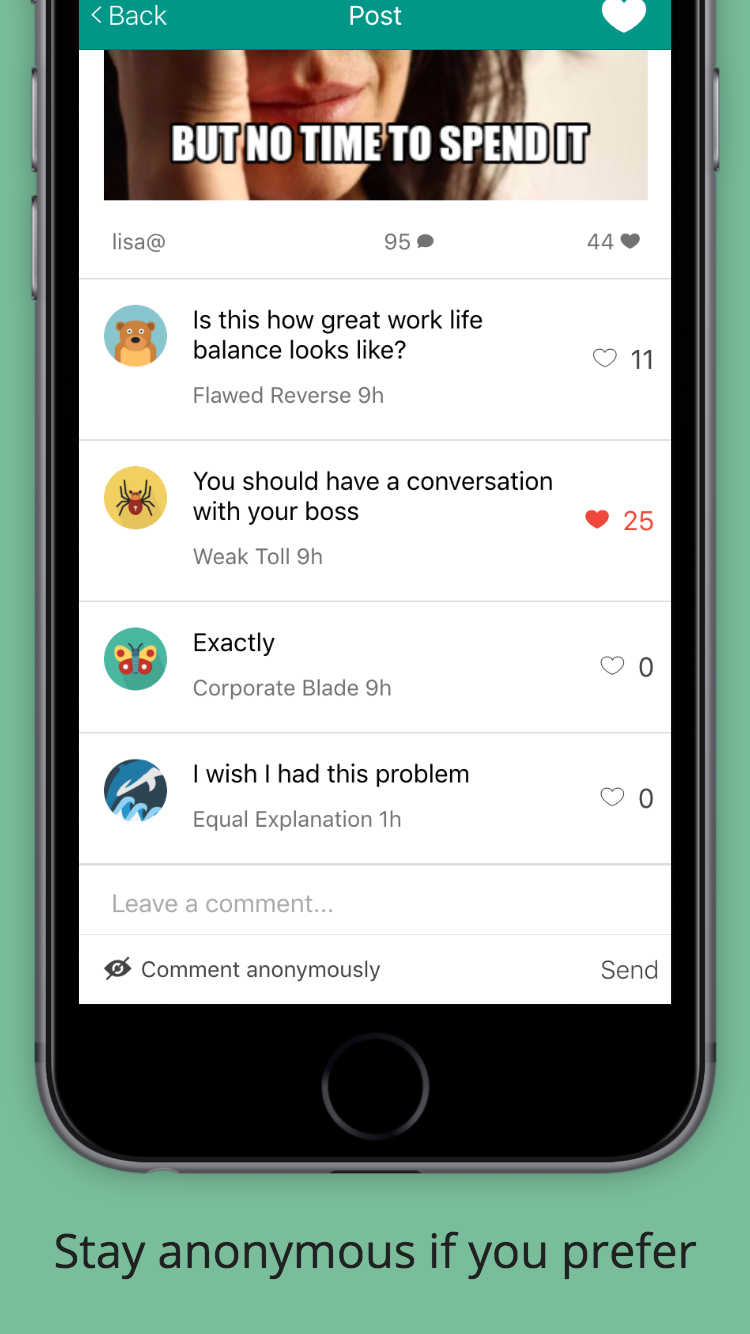 Back
Post
BUT NO TIME TO SPEND IT
lisa@
95
44
Is this how great work life
balance looks like?
11
Flawed Reverse 9h
You should have a conversation
with your boss
25
Weak Toll 9h
Exactly
0
Corporate Blade 9h
I wish I had this problem
0
Equal Explanation 1h
Leave a comment...
Comment anonymously
Send
Stay anonymous if you prefer